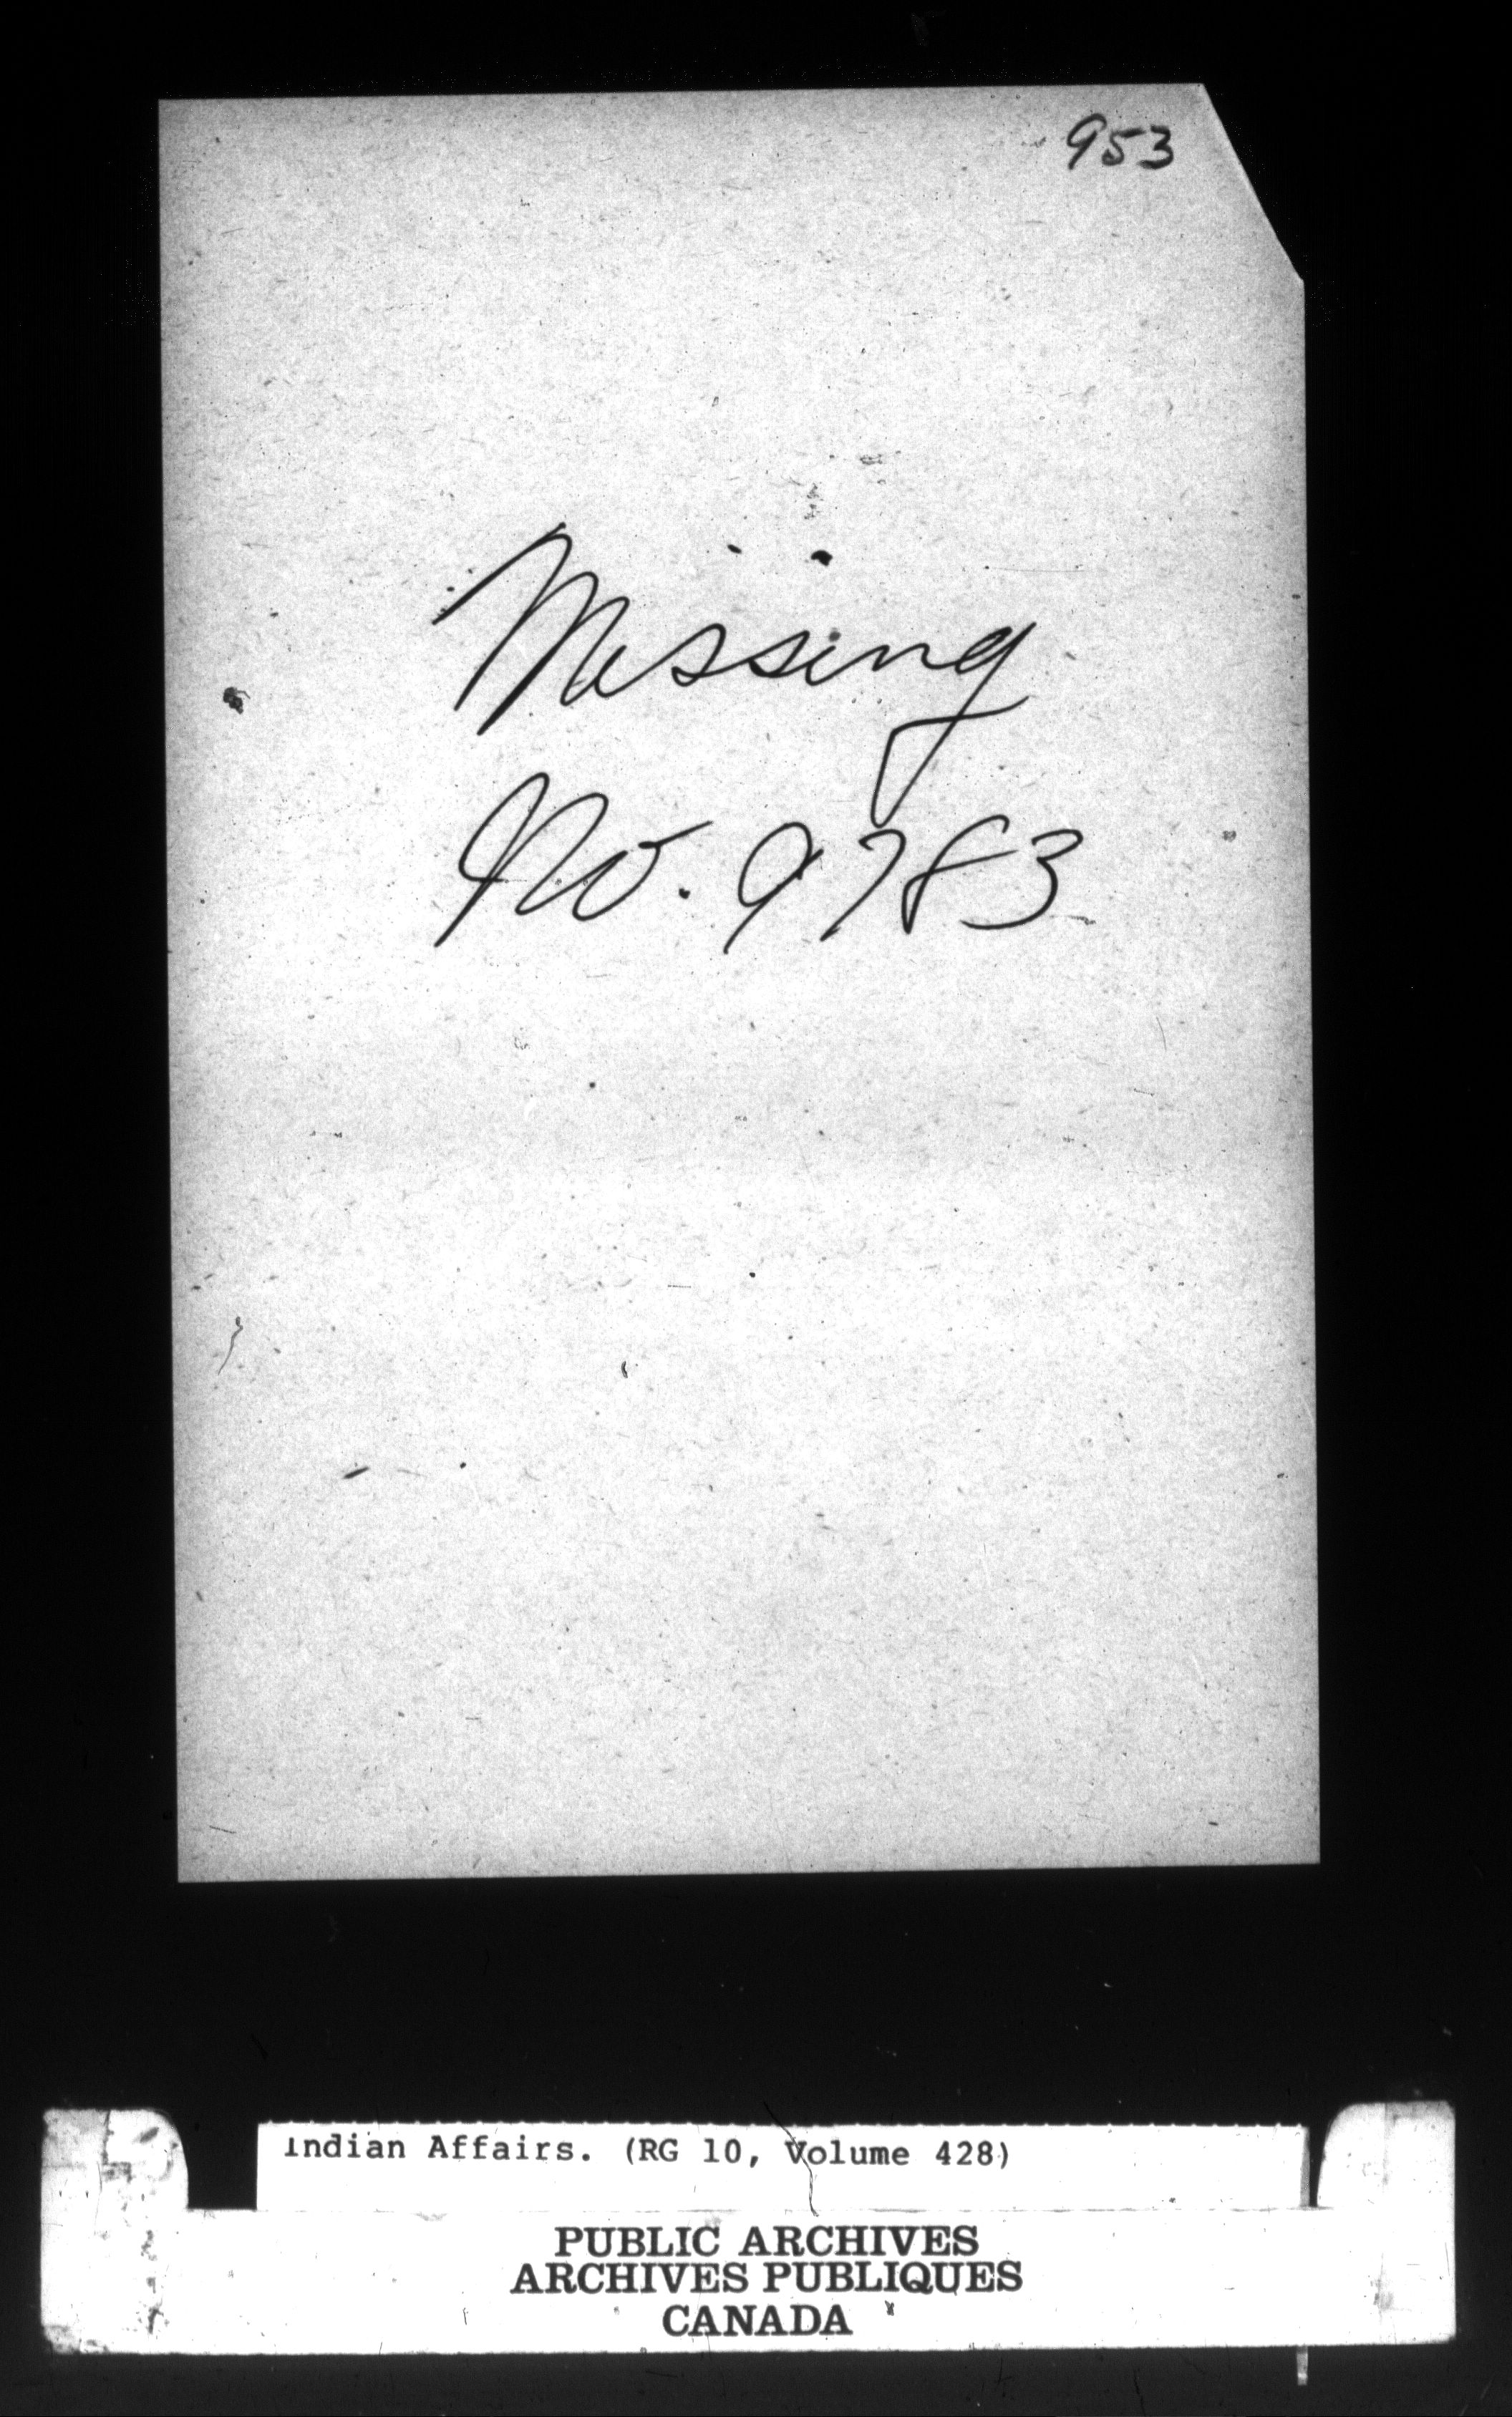 953
Missing
No. 9783
Indian Affairs. (RG 10, Volume 428)
PUBLIC ARCHIVES
ARCHIVES PUBLIQUES
CANADA